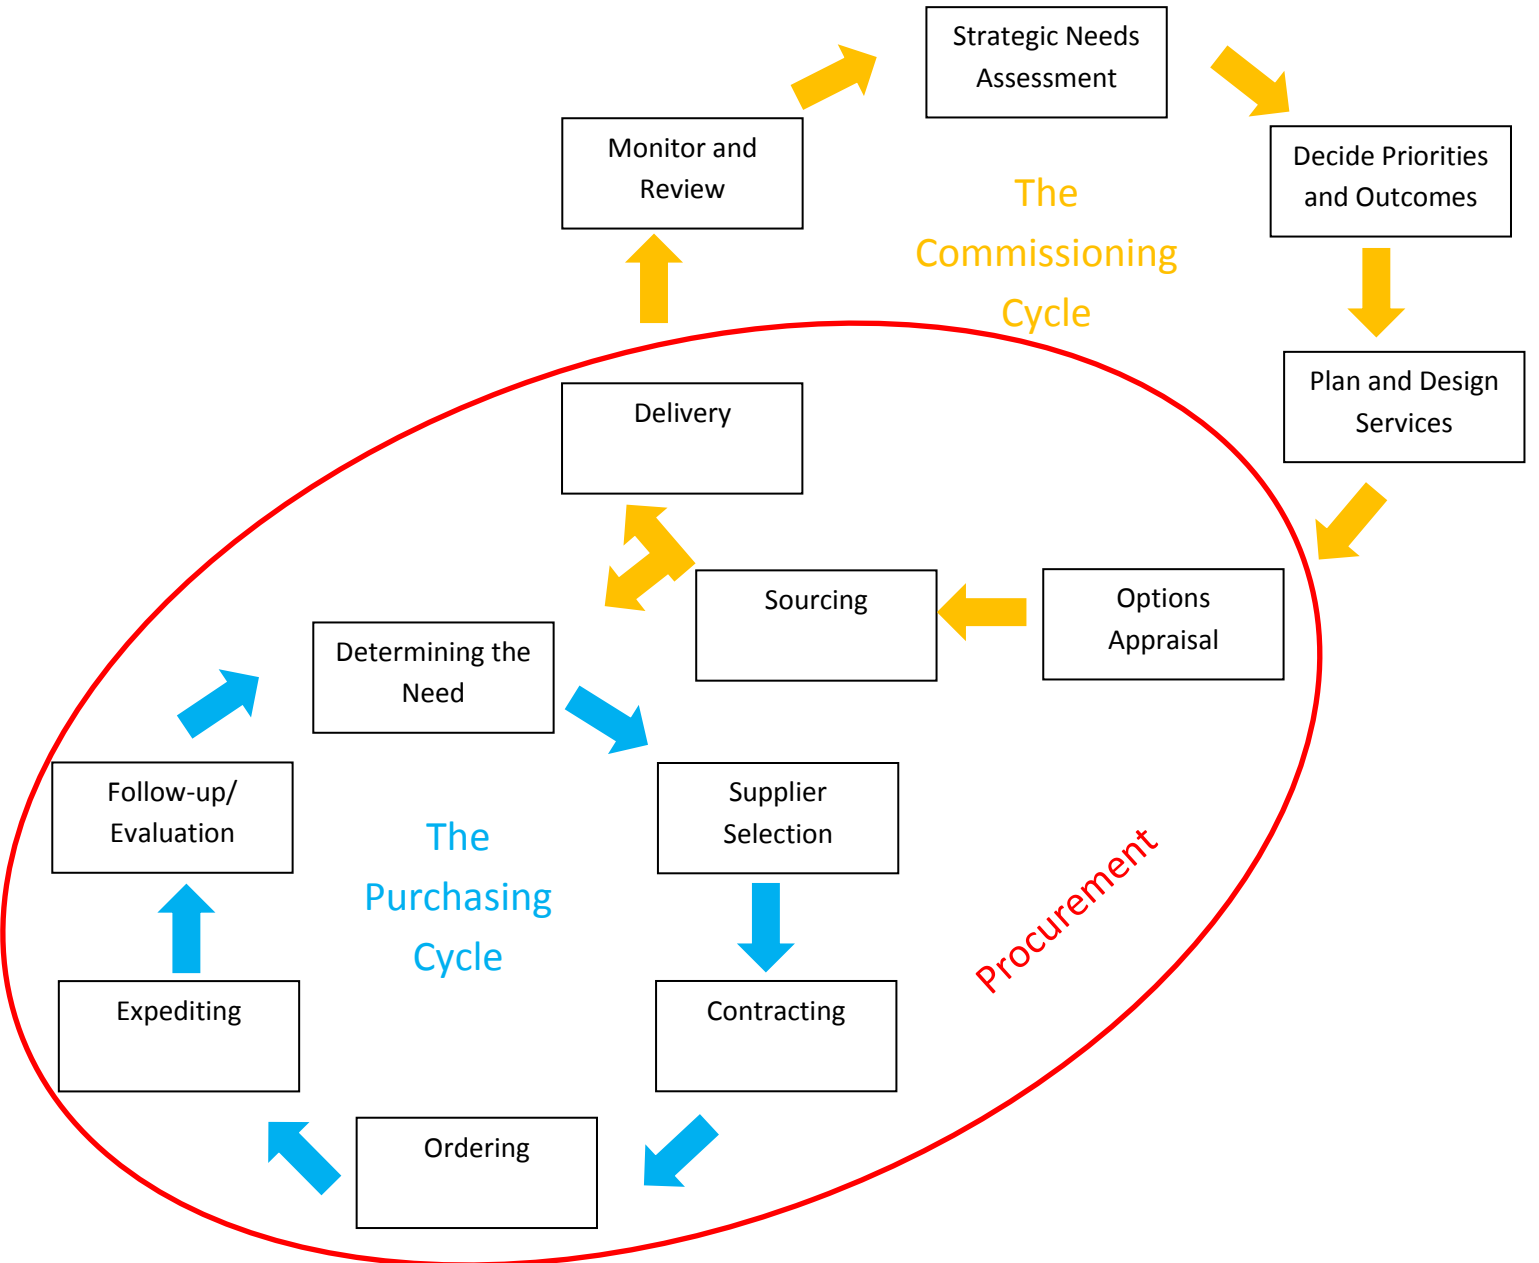 Strategic Needs
Assessment
Monitor and
Review
Decide Priorities
and Outcomes
The
Commissioning
Cycle
Plan and Design
Services
Delivery
Sourcing
Options
Appraisal
Determining the
Need
Follow-up/
Evaluation
Supplier
Selection
The
Purchasing
Cycle
Procurement
Expediting
Contracting
Ordering